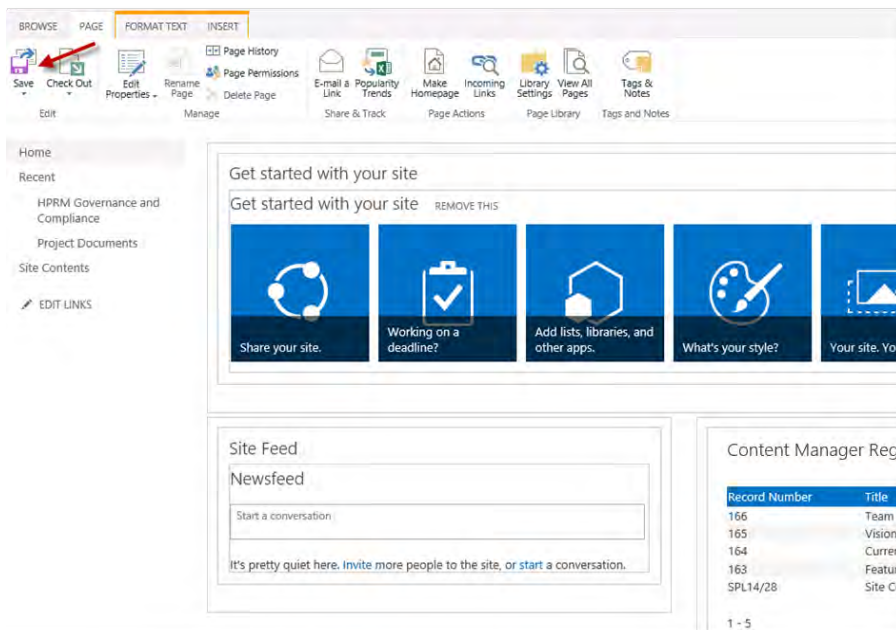 BROWSE PAGE FORMAT TEXT INSERT
Save
Check Out
Edit Properties
Rename Page
Page History
Page Permissions
Delete Page
E-mail a Link
Popularity Trends
Make Homepage
Incoming Links
Library Settings
View All Pages
Tags & Notes
Edit
Manage
Share & Track
Page Actions
Page Library
Tags and Notes
Home
Recent
HPRM Governance and
Compliance
Project Documents
Site Contents
EDIT LINKS
Get started with your site
Get started with your site REMOVE THIS
Share your site.
Working on a
deadline?
Add lists, libraries, and
other apps.
What's your style?
Your site. Yo
Site Feed
Newsfeed
Start a conversation
It's pretty quiet here. Invite more people to the site, or start a conversation.
Content Manager Reg
Record Number Title
166 Team
165 Vision
164 Curre
163 Featu
SPL14/28 Site C
1 - 5